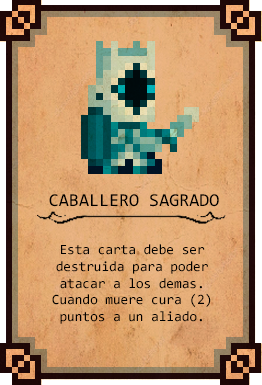 CABALLERO SAGRADO
Esta carta debe ser
destruida para poder
atacar a los demas.
Cuando muere cura (2)
puntos a un aliado.